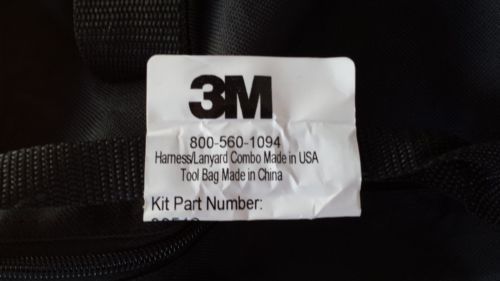 3M
800-560-1094
Harness/Lanyard Combo Made in USA
Tool Bag Made in China
Kit Part Number: